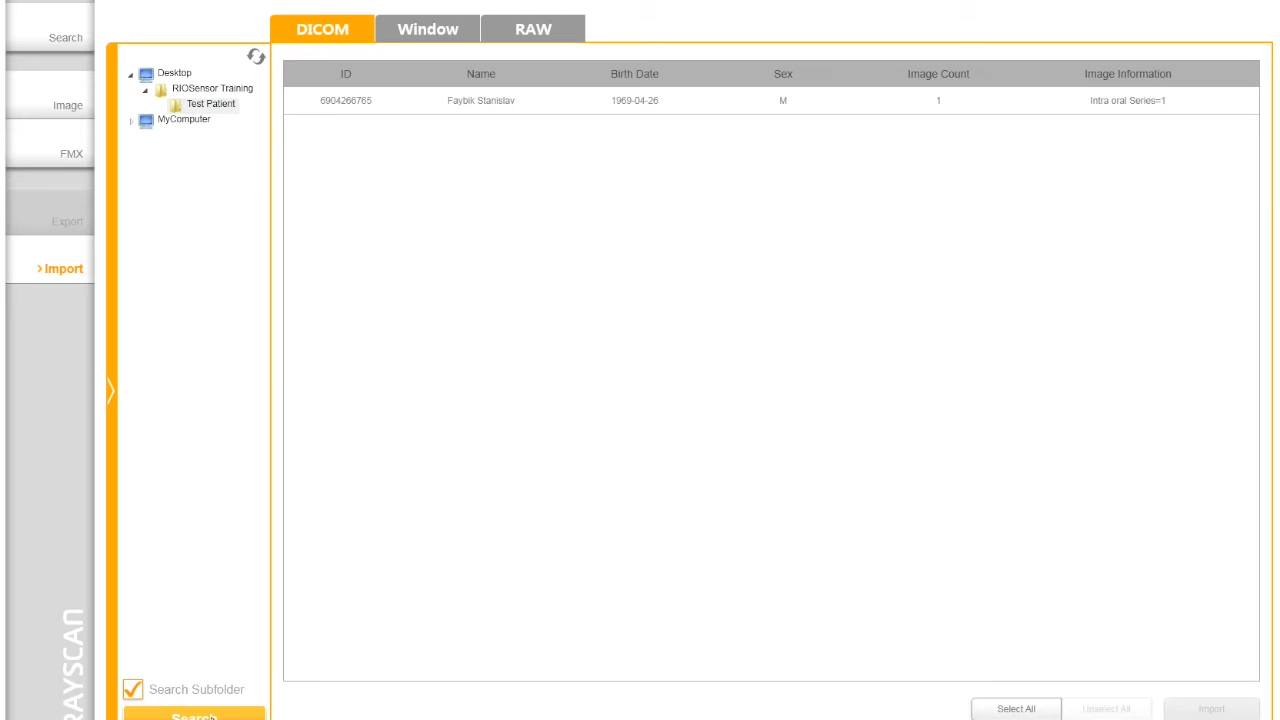 DICOM Window RAW
Search
Image
FMX
Export
> Import
RAYSCAN
Desktop
RIOSensor Training
Test Patient
MyComputer
Search Subfolder
Search
ID Name Birth Date Sex Image Count Image Information
6904266765 Faybik Stanislav 1969-04-26 M 1 Intra oral Series=1
Select All Unselect All Import